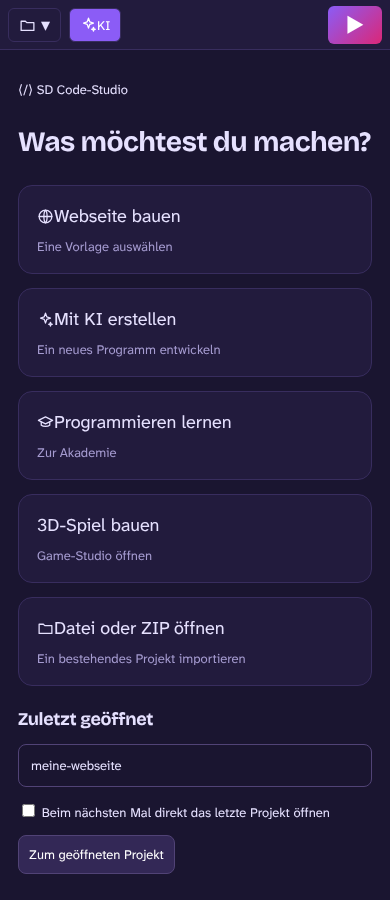 KI
SD Code-Studio
Was möchtest du machen?
Webseite bauen
Eine Vorlage auswählen
Mit KI erstellen
Ein neues Programm entwickeln
Programmieren lernen
Zur Akademie
3D-Spiel bauen
Game-Studio öffnen
Datei oder ZIP öffnen
Ein bestehendes Projekt importieren
Zuletzt geöffnet
meine-webseite
Beim nächsten Mal direkt das letzte Projekt öffnen
Zum geöffneten Projekt